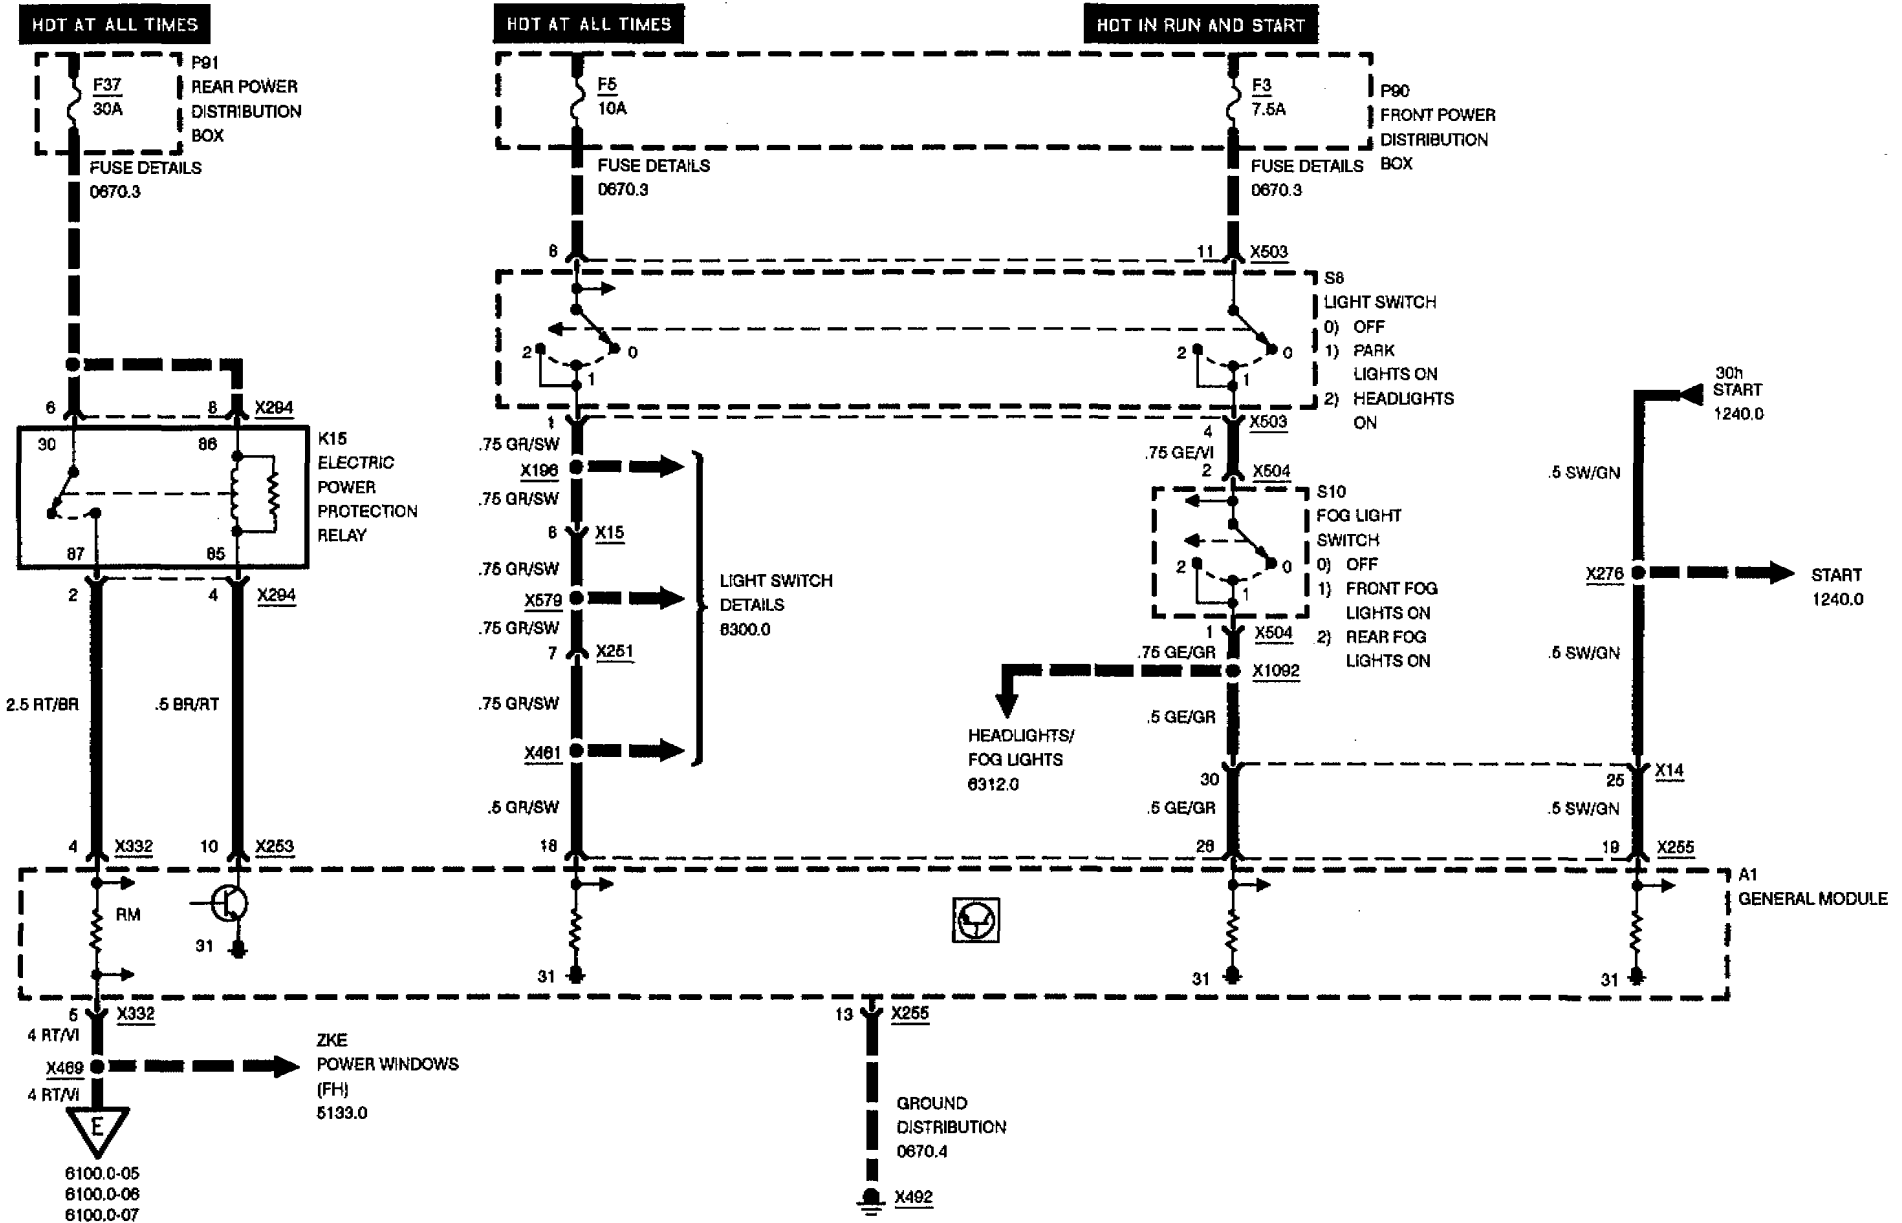 HOT AT ALL TIMES
HOT AT ALL TIMES
HOT IN RUN AND START
F37
30A
P91
REAR POWER
DISTRIBUTION
BOX
FUSE DETAILS
0670.3
F5
10A
FUSE DETAILS
0670.3
F3
7.5A
FUSE DETAILS
0670.3
P90
FRONT POWER
DISTRIBUTION
BOX
6
11
X503
S8
LIGHT SWITCH
0) OFF
1) PARK
LIGHTS ON
2) HEADLIGHTS
ON
2
0
1
2
0
1
6
8
X294
30
86
87
85
K15
ELECTRIC
POWER
PROTECTION
RELAY
2
4
X294
1
.75 GR/SW
X196
.75 GR/SW
6
X15
.75 GR/SW
X579
.75 GR/SW
7
X251
.75 GR/SW
X461
.5 GR/SW
18
LIGHT SWITCH
DETAILS
6300.0
4
X503
.75 GE/VI
2
X504
S10
FOG LIGHT
SWITCH
0) OFF
1) FRONT FOG
LIGHTS ON
2) REAR FOG
LIGHTS ON
2
0
1
1
X504
.75 GE/GR
X1092
.5 GE/GR
HEADLIGHTS/
FOG LIGHTS
6312.0
30
.5 GE/GR
26
30h
START
1240.0
.5 SW/GN
X276
START
1240.0
.5 SW/GN
25
X14
.5 SW/GN
19
X255
2.5 RT/BR
.5 BR/RT
4
X332
10
X253
A1
GENERAL MODULE
RM
31
31
31
31
5
X332
4 RT/VI
X469
4 RT/VI
E
6100.0-05
6100.0-06
6100.0-07
ZKE
POWER WINDOWS
(FH)
5133.0
13
X255
GROUND
DISTRIBUTION
0670.4
X492